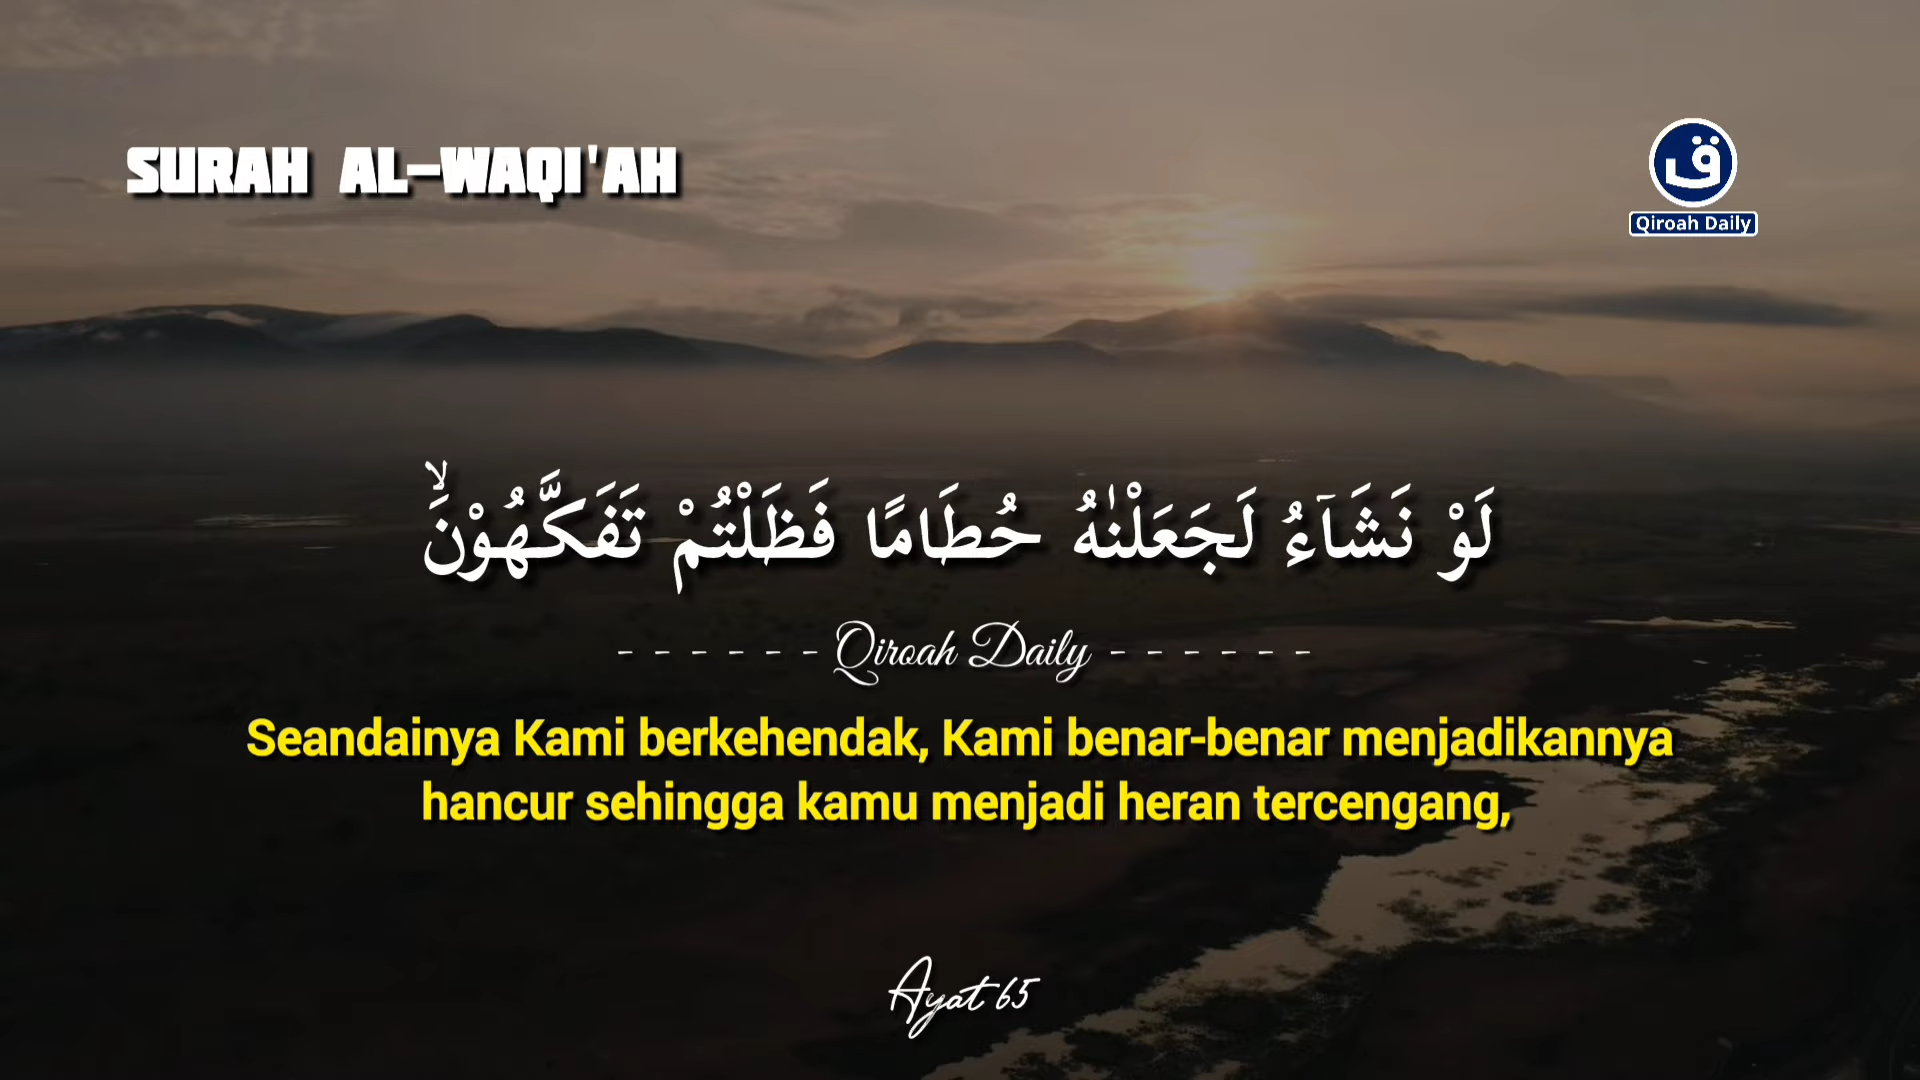 SURAH AL-WAQI'AH
ق
Qiroah Daily
لَوْ نَشَاۤءُ لَجَعَلْنٰهُ حُطَامًا فَظَلْتُمْ تَفَكَّهُوْنَۙ
- - - - - - Qiroah Daily - - - - - -
Seandainya Kami berkehendak, Kami benar-benar menjadikannya
hancur sehingga kamu menjadi heran tercengang,
Ayat 65